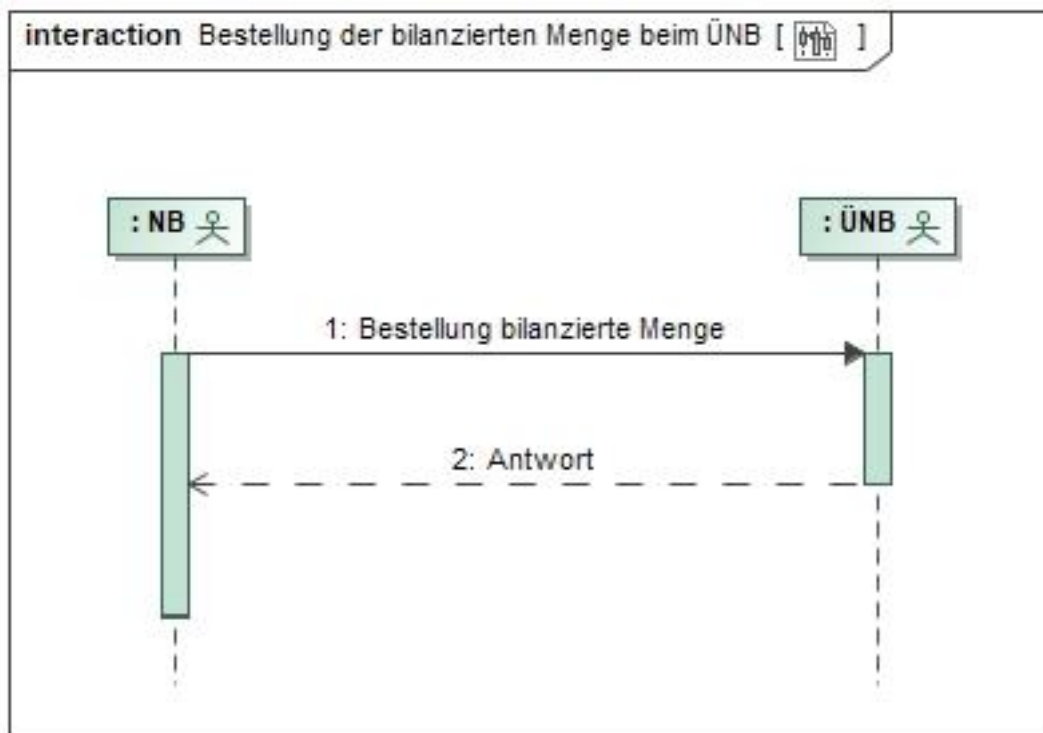 interaction Bestellung der bilanzierten Menge beim ÜNB [ ]
: NB
: ÜNB
1: Bestellung bilanzierte Menge
2: Antwort